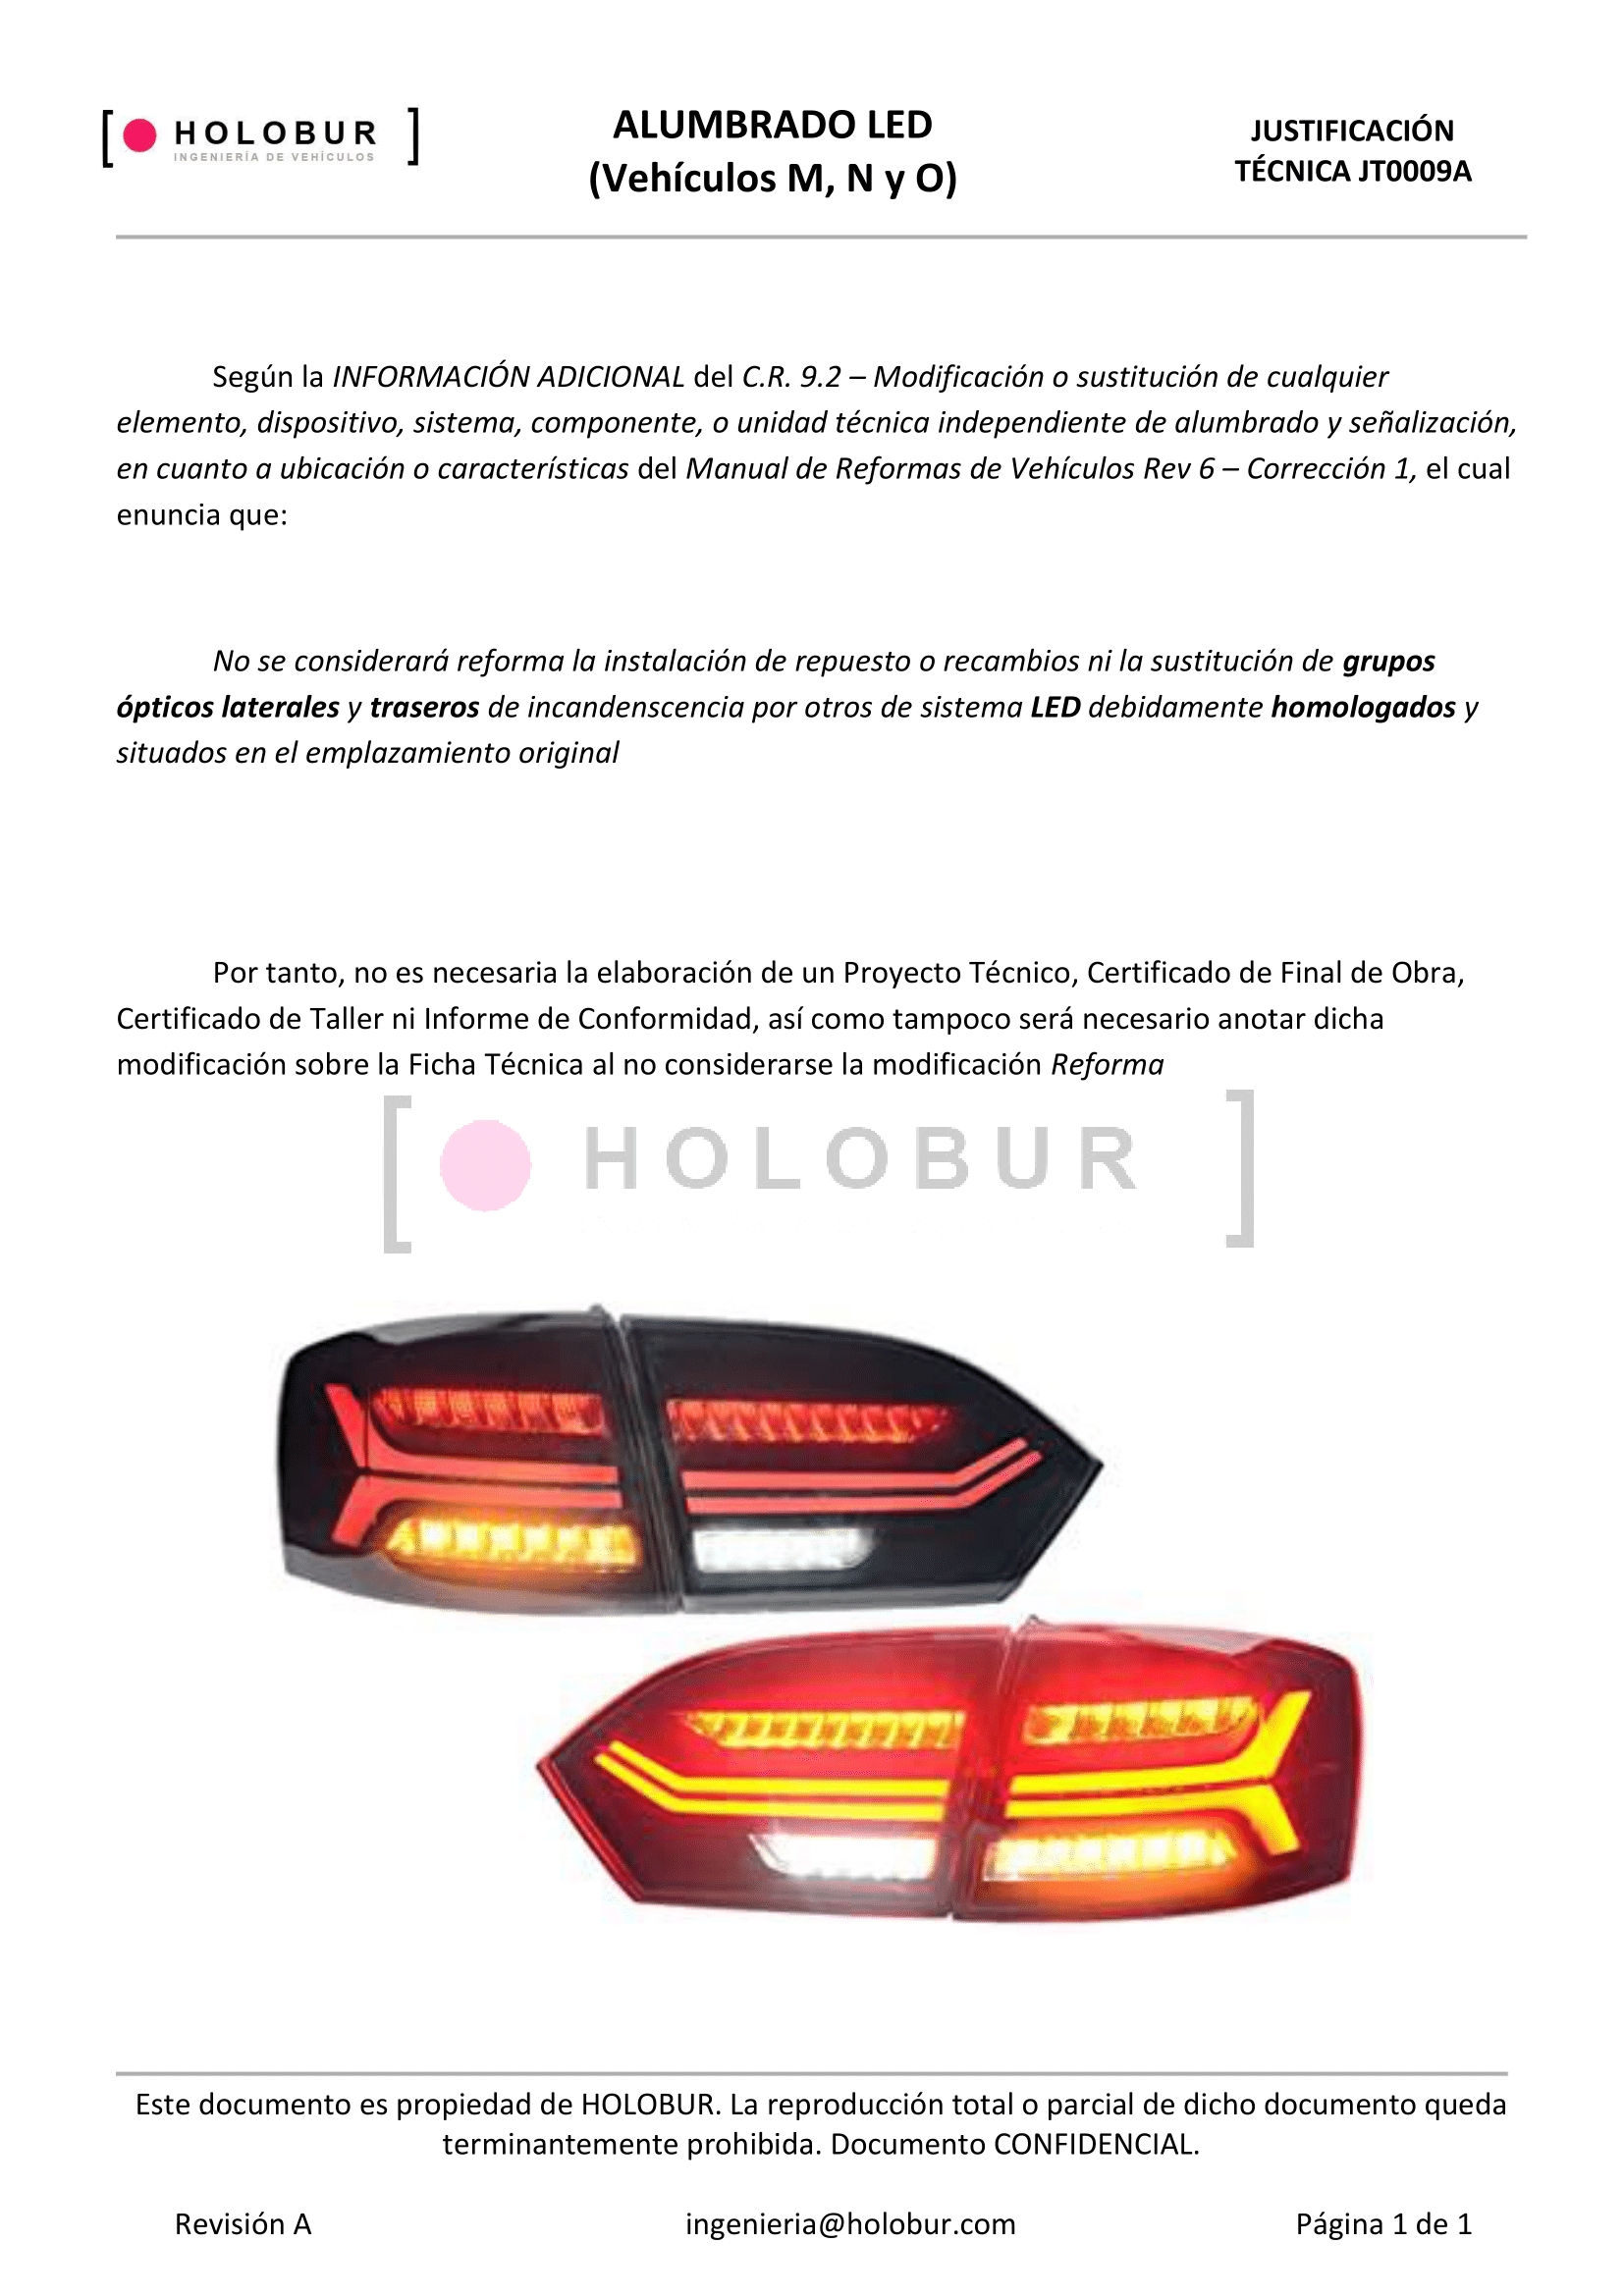 [ HOLOBUR ]
INGENIERÍA DE VEHÍCULOS
ALUMBRADO LED
(Vehículos M, N y O)
JUSTIFICACIÓN
TÉCNICA JT0009A
Según la INFORMACIÓN ADICIONAL del C.R. 9.2 – Modificación o sustitución de cualquier
elemento, dispositivo, sistema, componente, o unidad técnica independiente de alumbrado y señalización,
en cuanto a ubicación o características del Manual de Reformas de Vehículos Rev 6 – Corrección 1, el cual
enuncia que:
No se considerará reforma la instalación de repuesto o recambios ni la sustitución de grupos
ópticos laterales y traseros de incandenscencia por otros de sistema LED debidamente homologados y
situados en el emplazamiento original
Por tanto, no es necesaria la elaboración de un Proyecto Técnico, Certificado de Final de Obra,
Certificado de Taller ni Informe de Conformidad, así como tampoco será necesario anotar dicha
modificación sobre la Ficha Técnica al no considerarse la modificación Reforma
[ HOLOBUR ]
Este documento es propiedad de HOLOBUR. La reproducción total o parcial de dicho documento queda
terminantemente prohibida. Documento CONFIDENCIAL.
Revisión A
ingenieria@holobur.com
Página 1 de 1